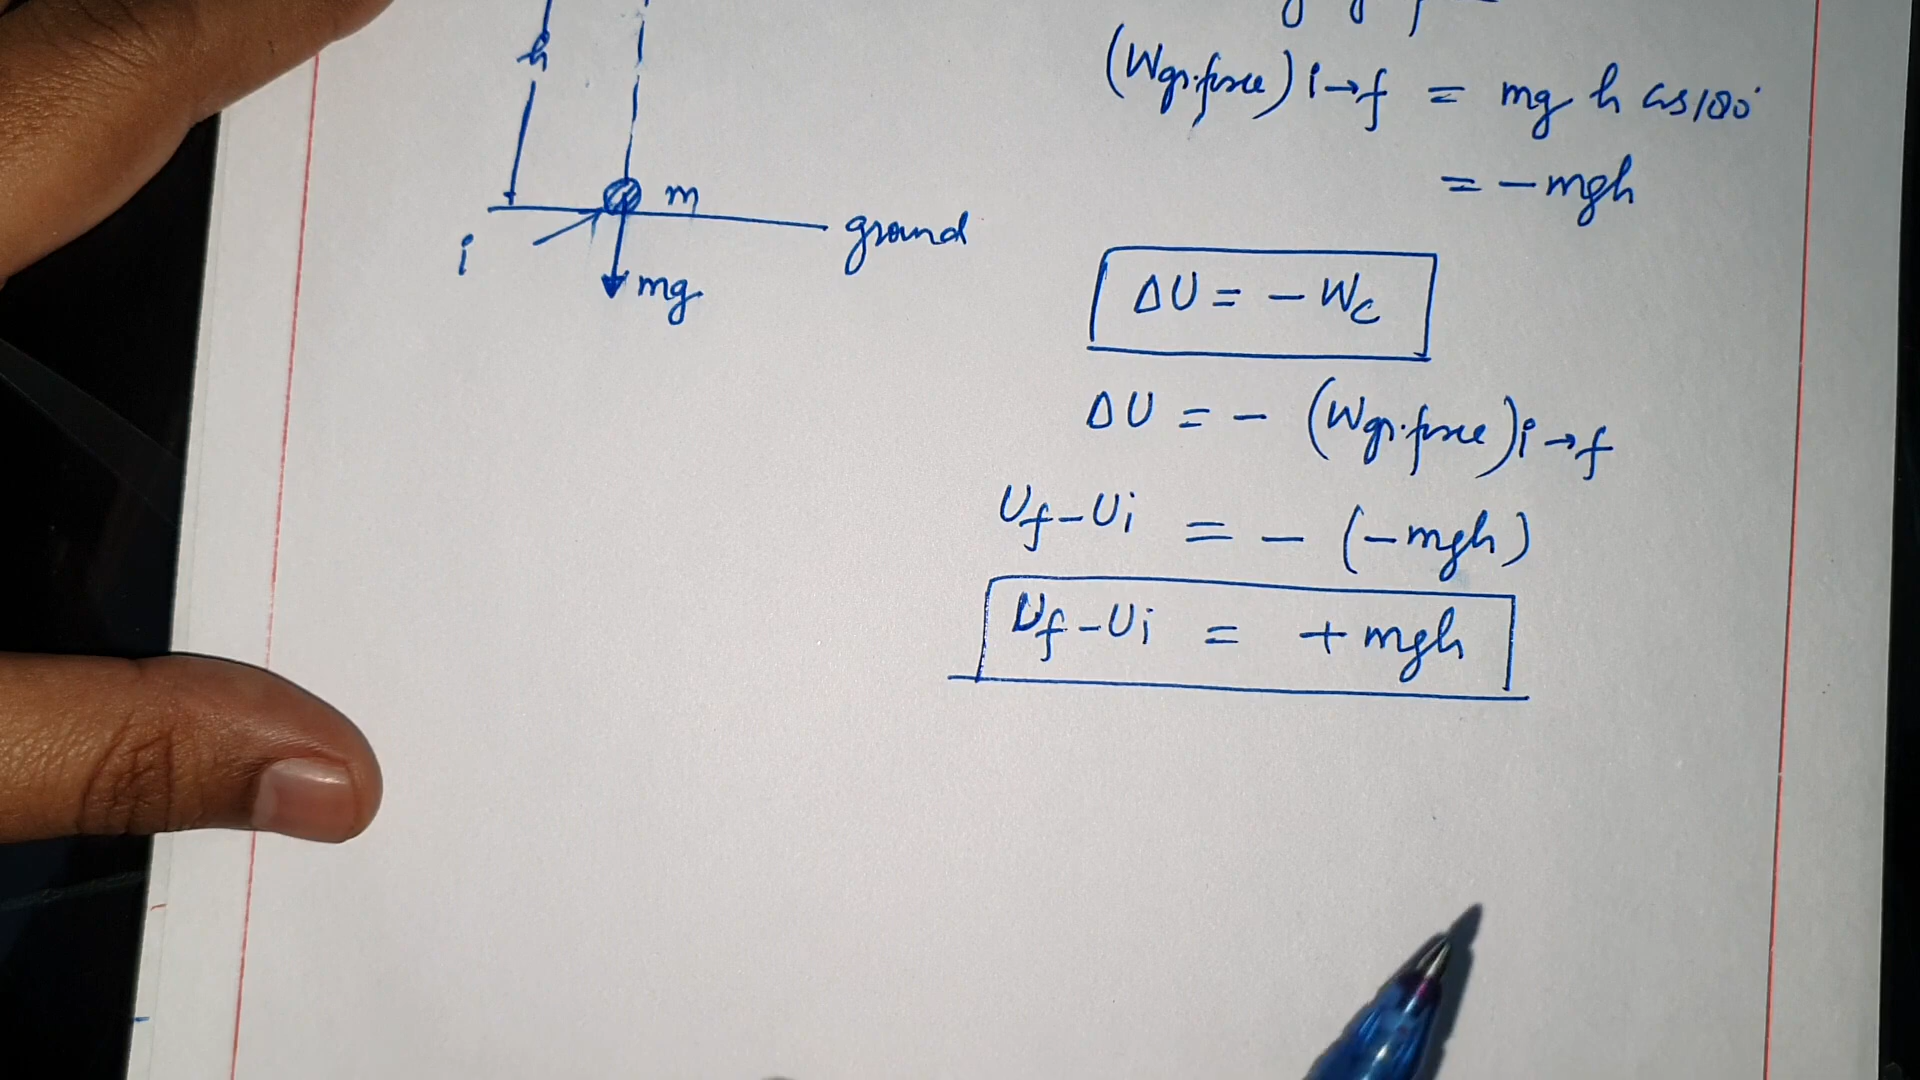 h
m
i
ground
mg
(Wgr.force) i→f = mg h cos180°
= -mgh
ΔU = -Wc
ΔU = - (Wgr.force) i→f
Uf-Ui = - (-mgh)
Uf-Ui = + mgh